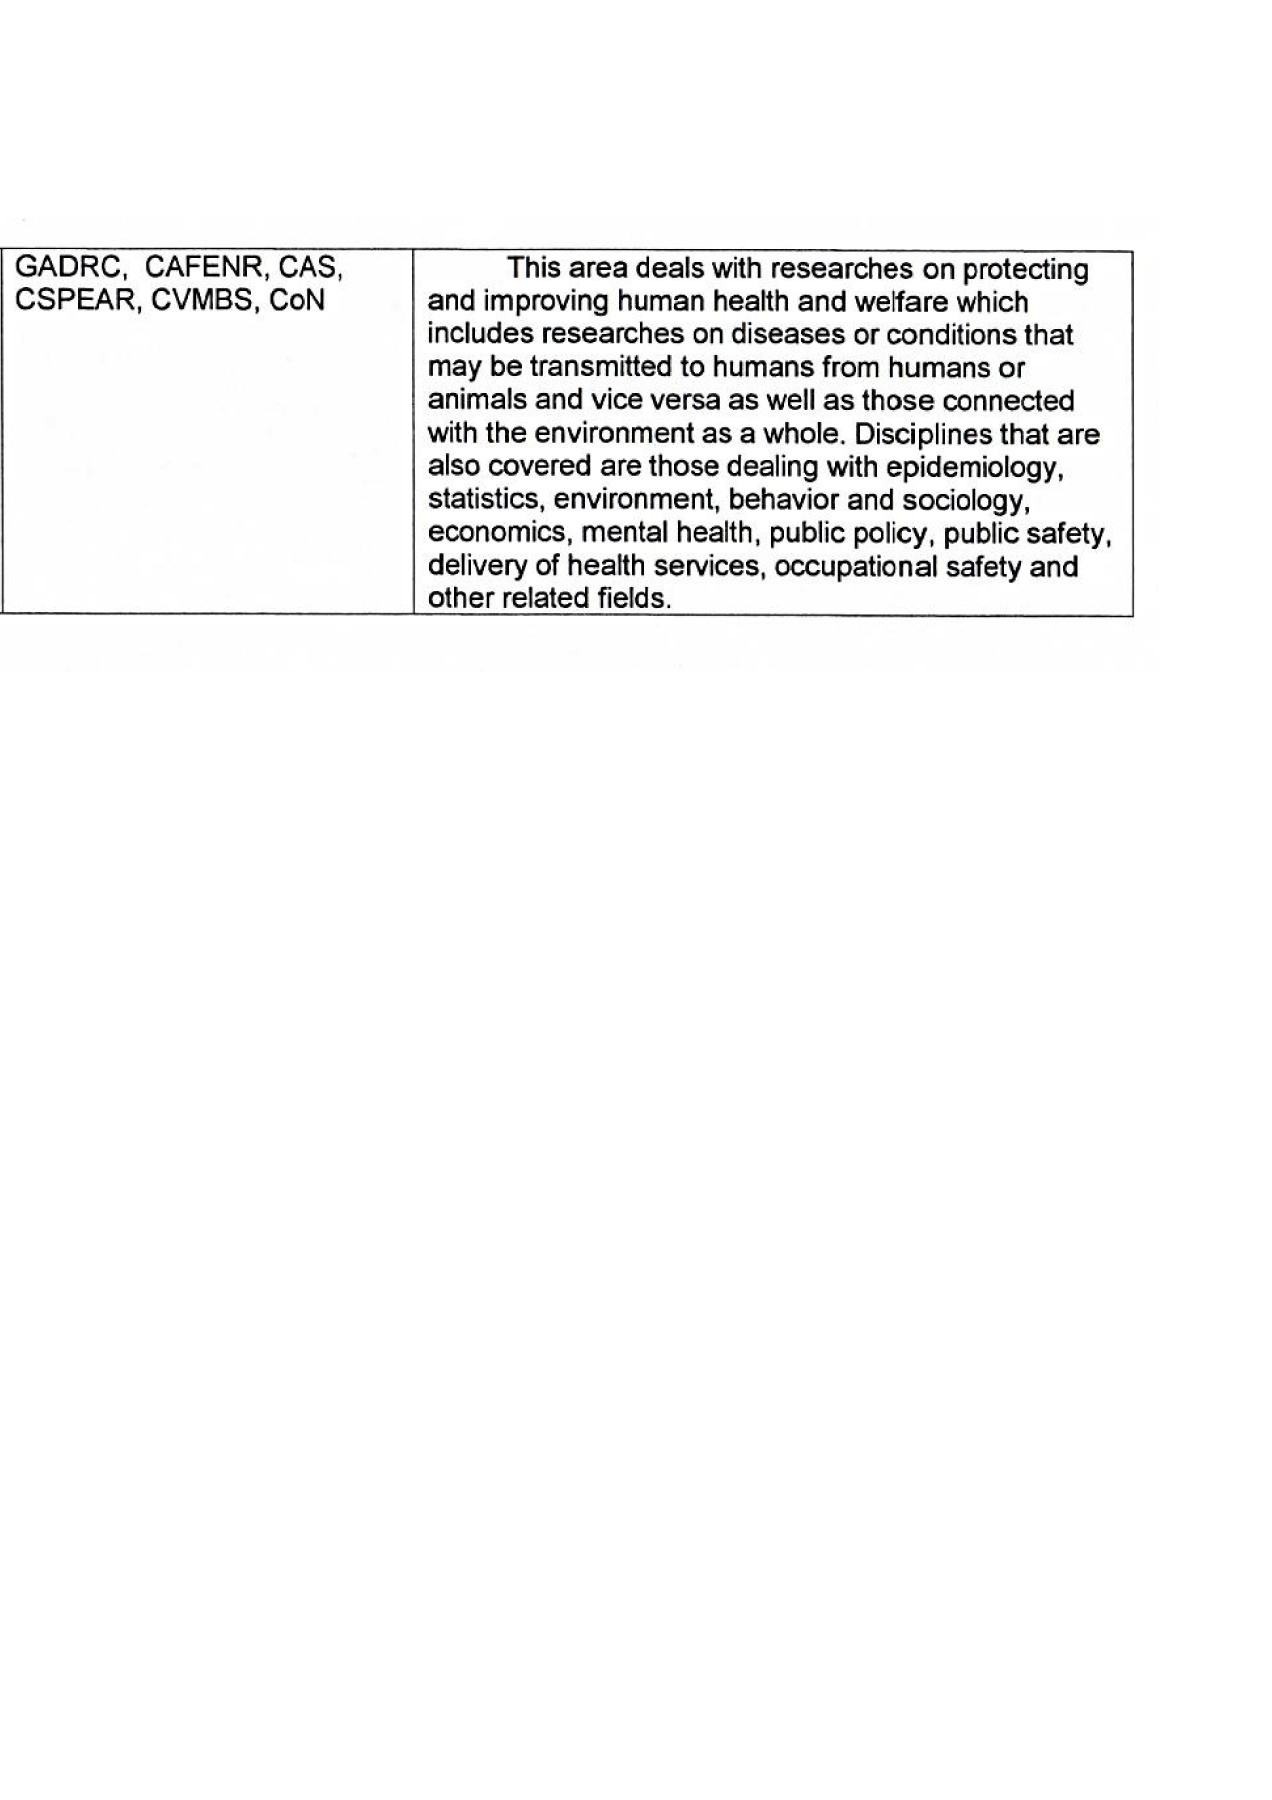 GADRC, CAFENR, CAS,
CSPEAR, CVMBS, CoN
This area deals with researches on protecting
and improving human health and welfare which
includes researches on diseases or conditions that
may be transmitted to humans from humans or
animals and vice versa as well as those connected
with the environment as a whole. Disciplines that are
also covered are those dealing with epidemiology,
statistics, environment, behavior and sociology,
economics, mental health, public policy, public safety,
delivery of health services, occupational safety and
other related fields.